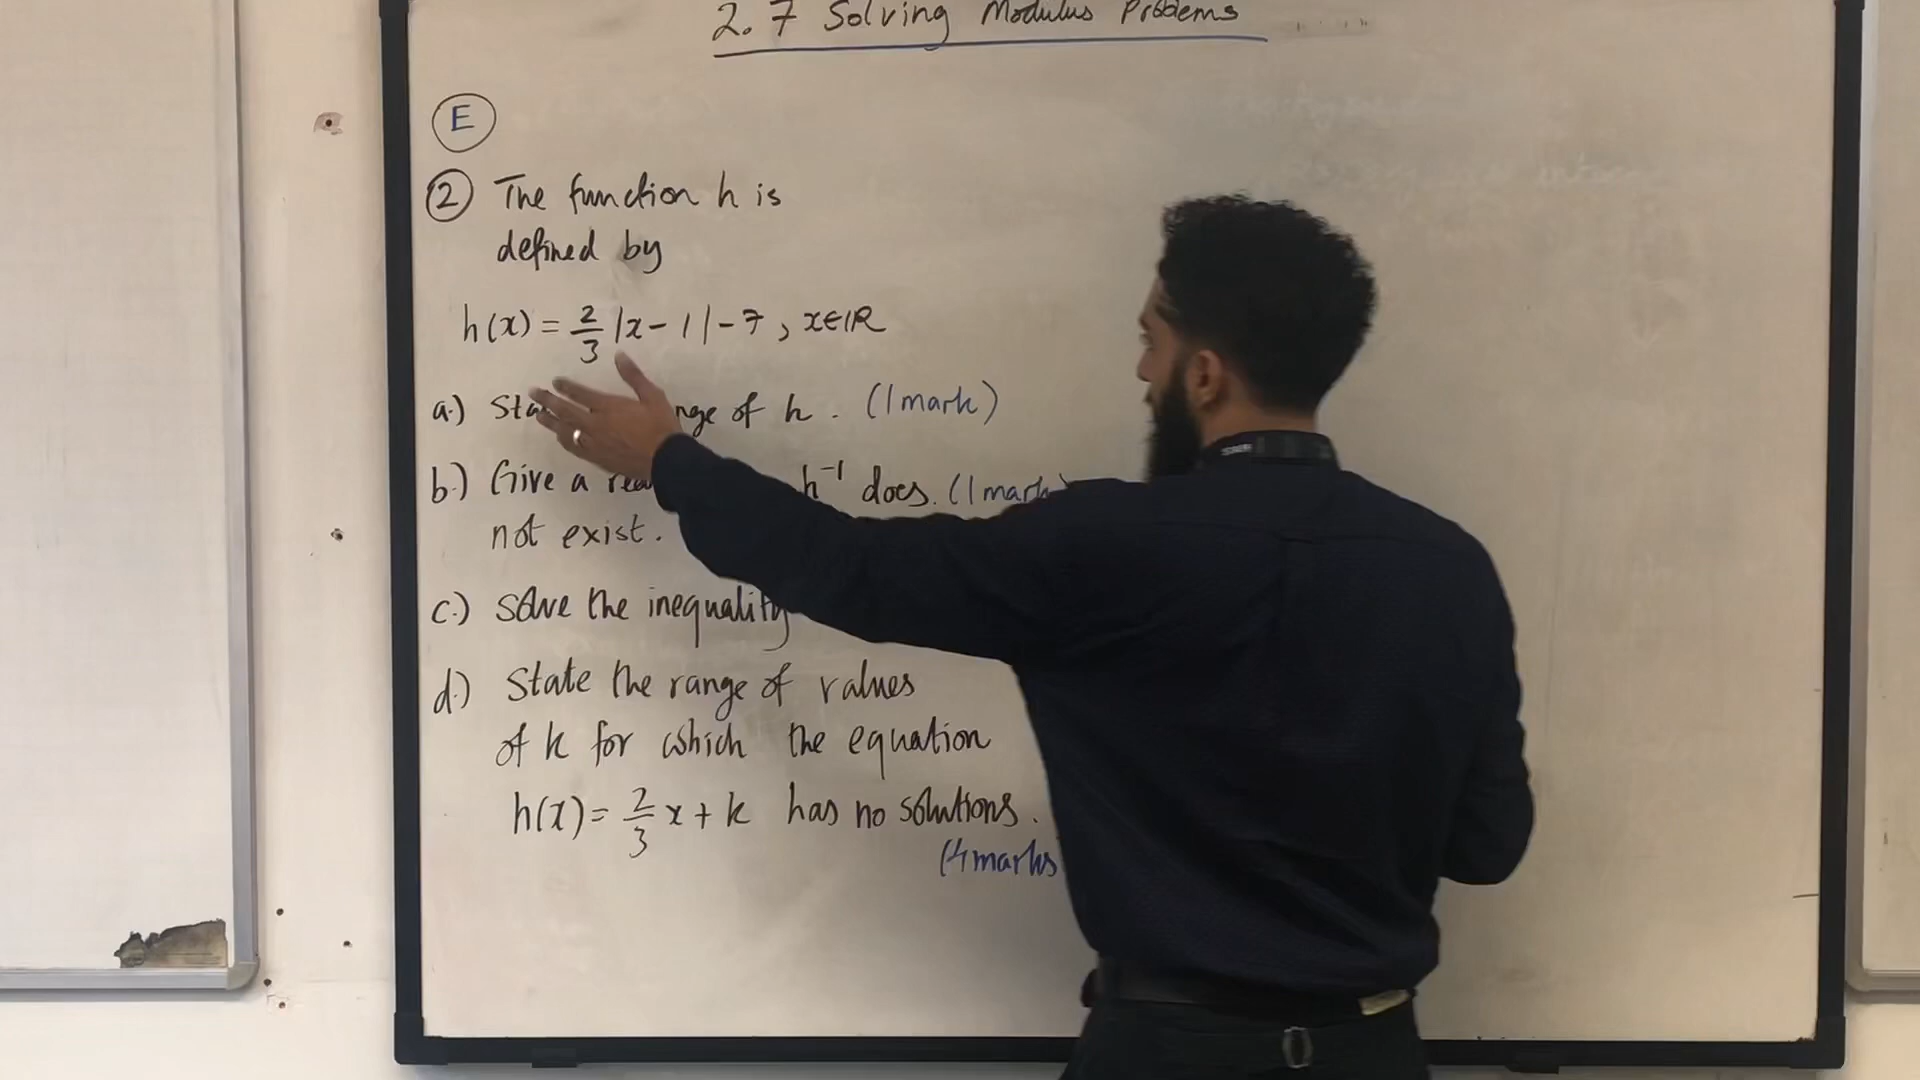 2.7 Solving Modulus Problems
E
2 The function h is
defined by
h(x) = 2/3 |x - 1| - 7, x∈ℝ
a.) of h. (1 mark)
b.) Give a h⁻¹ does. (1 mark)
not exist.
c.) Solve the inequality
d.) State the range of values
of k for which the equation
h(x) = 2/3 x + k has no solutions.
(4 marks